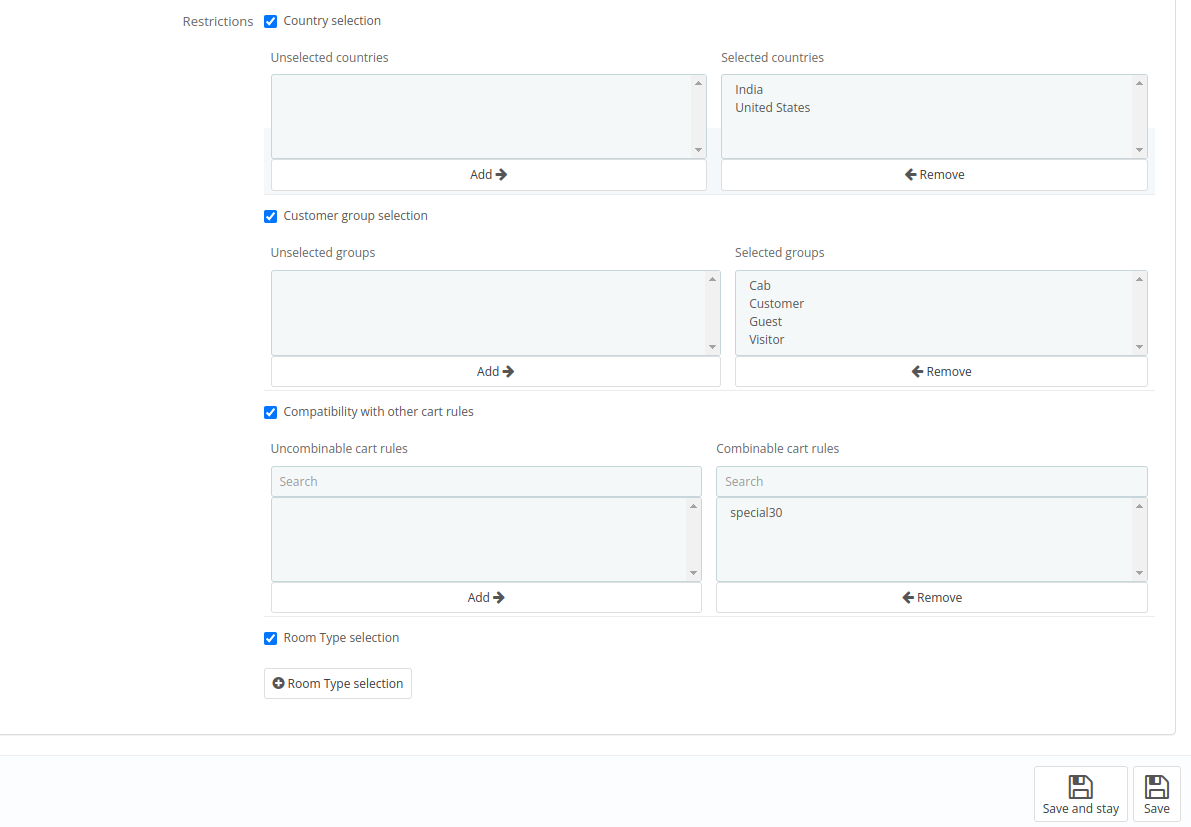 Restrictions Country selection
Unselected countries Selected countries
India
United States
Add Remove
Customer group selection
Unselected groups Selected groups
Cab
Customer
Guest
Visitor
Add Remove
Compatibility with other cart rules
Uncombinable cart rules Combinable cart rules
Search Search
special30
Add Remove
Room Type selection
Room Type selection
Save and stay Save